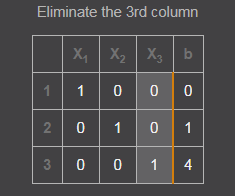 Eliminate the 3rd column
X₁ X₂ X₃ b
1 1 0 0 0
2 0 1 0 1
3 0 0 1 4